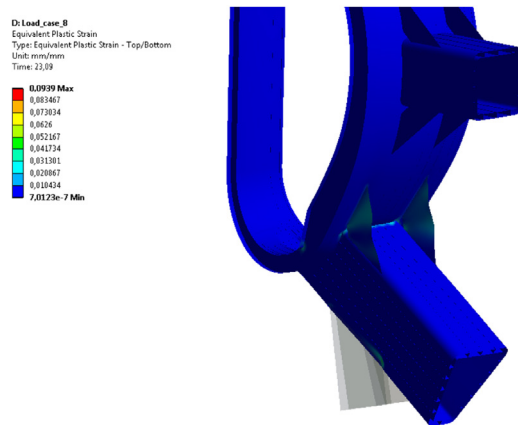 D: Load_case_8
Equivalent Plastic Strain
Type: Equivalent Plastic Strain - Top/Bottom
Unit: mm/mm
Time: 23,09
0,0939 Max
0,083467
0,073034
0,0626
0,052167
0,041734
0,031301
0,020867
0,010434
7,0123e-7 Min